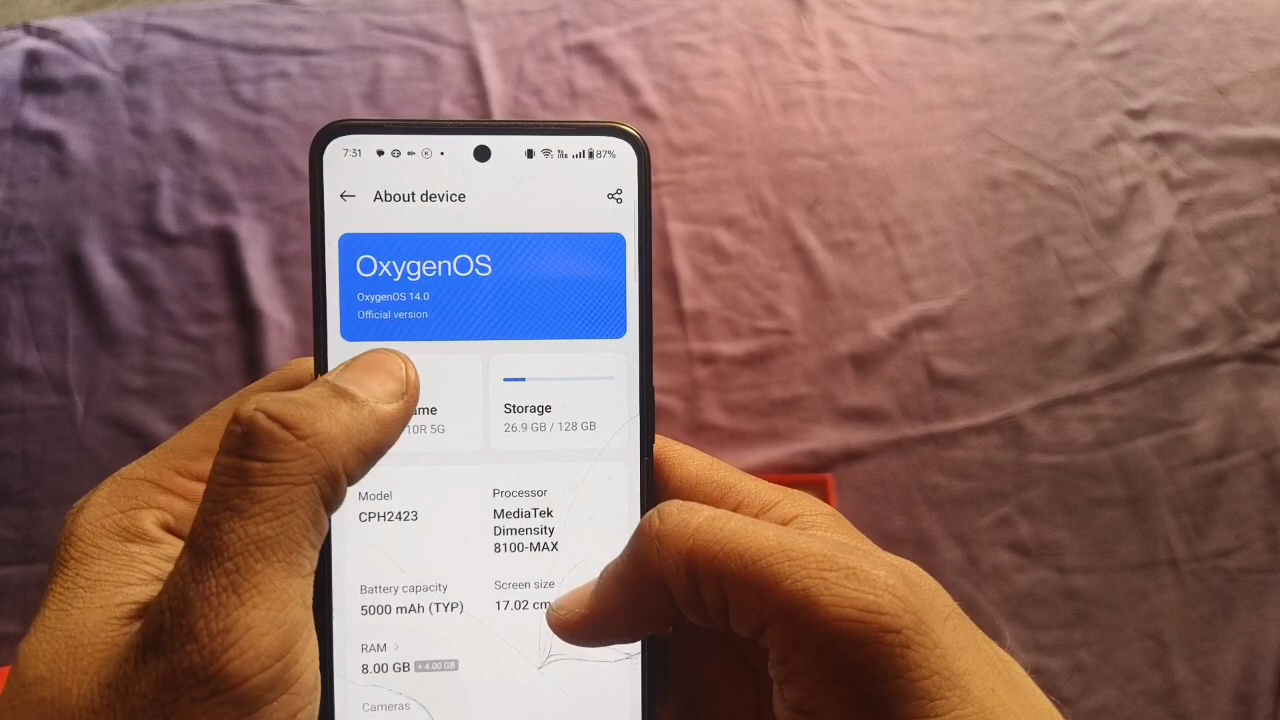 7:31
87%
About device
OxygenOS
OxygenOS 14.0
Official version
ame
10R 5G
Storage
26.9 GB / 128 GB
Model
CPH2423
Processor
MediaTek
Dimensity
8100-MAX
Battery capacity
5000 mAh (TYP)
Screen size
17.02 cm
RAM
8.00 GB + 4.00 GB
Cameras